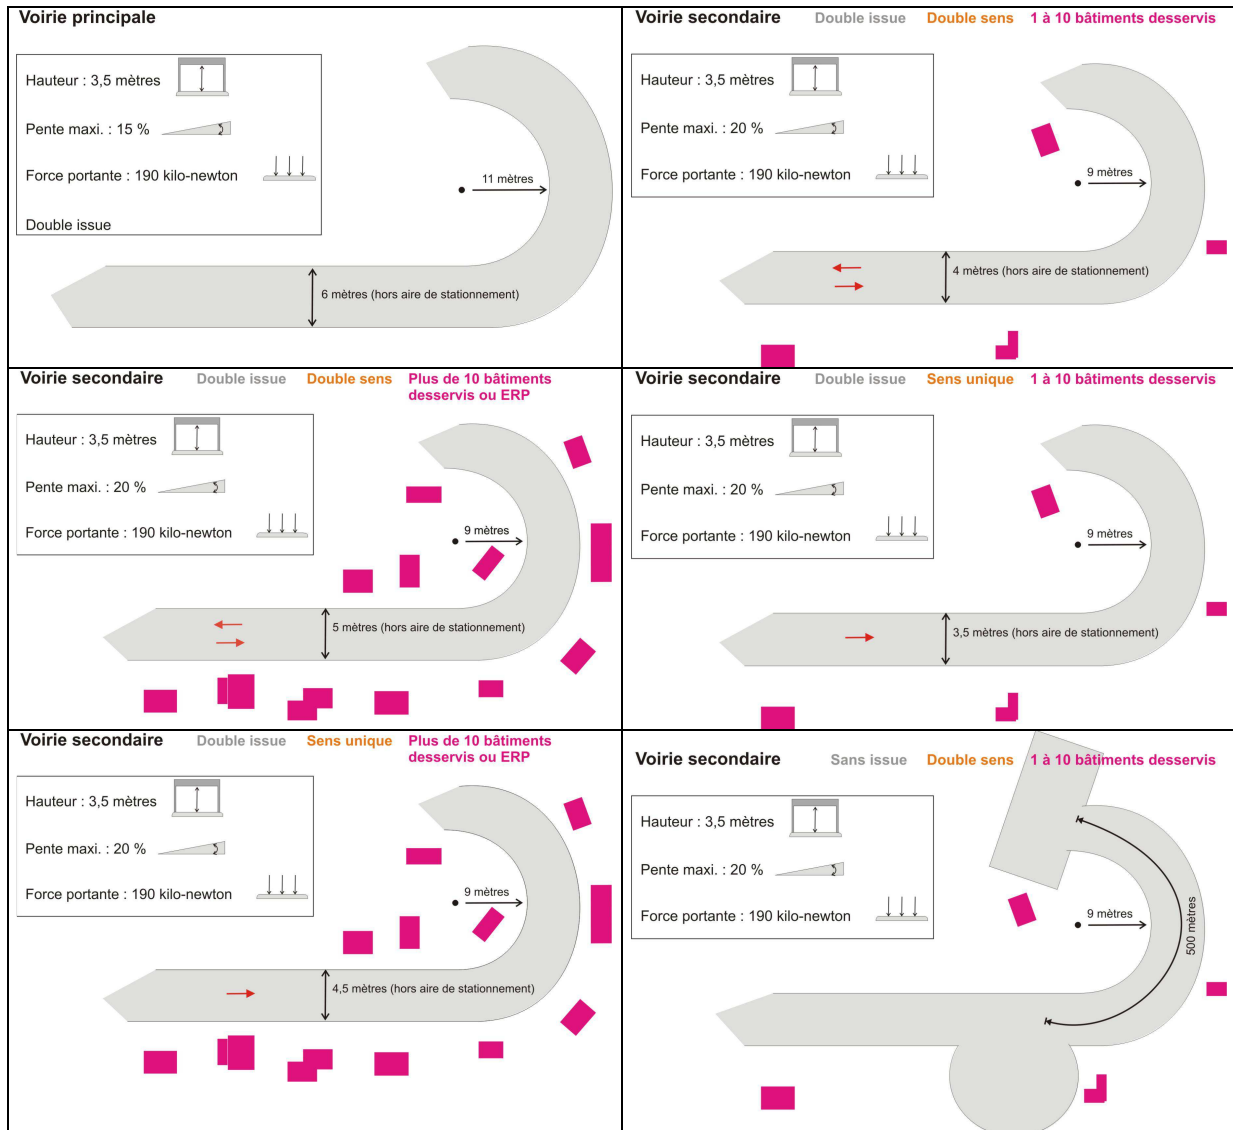 Voirie principale
Hauteur : 3,5 mètres
Pente maxi. : 15 %
Force portante : 190 kilo-newton
Double issue
11 mètres
6 mètres (hors aire de stationnement)
Voirie secondaire Double issue Double sens 1 à 10 bâtiments desservis
Hauteur : 3,5 mètres
Pente maxi. : 20 %
Force portante : 190 kilo-newton
9 mètres
4 mètres (hors aire de stationnement)
Voirie secondaire Double issue Double sens Plus de 10 bâtiments
desservis ou ERP
Hauteur : 3,5 mètres
Pente maxi. : 20 %
Force portante : 190 kilo-newton
9 mètres
5 mètres (hors aire de stationnement)
Voirie secondaire Double issue Sens unique 1 à 10 bâtiments desservis
Hauteur : 3,5 mètres
Pente maxi. : 20 %
Force portante : 190 kilo-newton
9 mètres
3,5 mètres (hors aire de stationnement)
Voirie secondaire Double issue Sens unique Plus de 10 bâtiments
desservis ou ERP
Hauteur : 3,5 mètres
Pente maxi. : 20 %
Force portante : 190 kilo-newton
9 mètres
4,5 mètres (hors aire de stationnement)
Voirie secondaire Sans issue Double sens 1 à 10 bâtiments desservis
Hauteur : 3,5 mètres
Pente maxi. : 20 %
Force portante : 190 kilo-newton
9 mètres
500 mètres